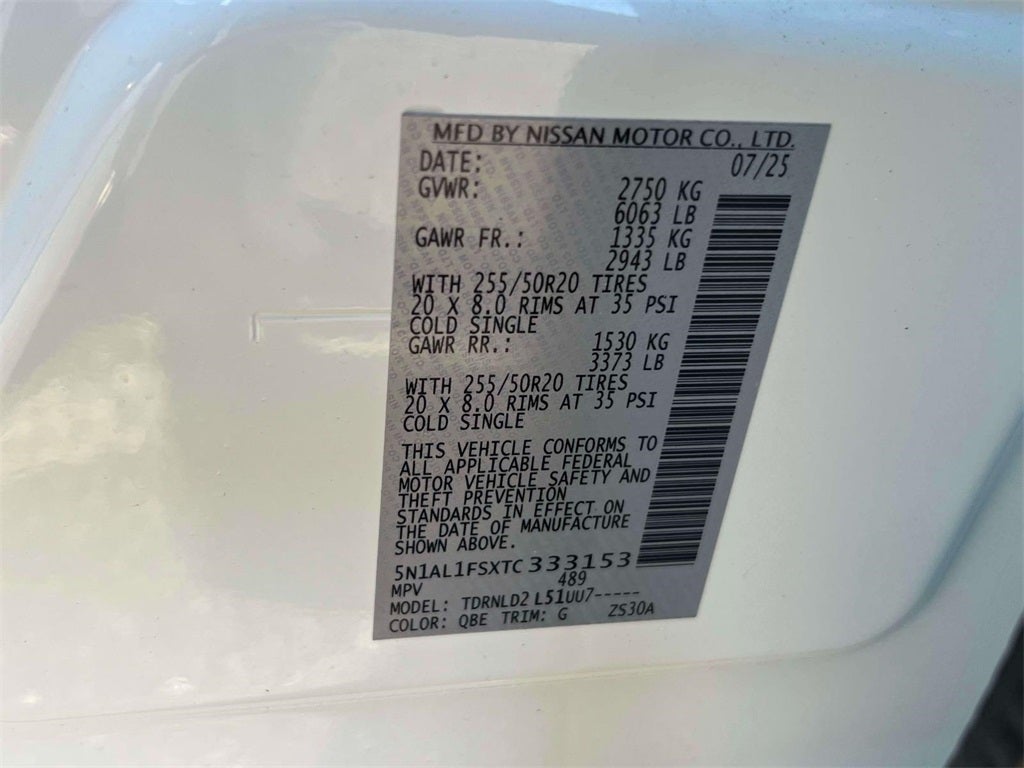 MFD BY NISSAN MOTOR CO., LTD.
DATE: 07/25
GVWR: 2750 KG
6063 LB
GAWR FR.: 1335 KG
2943 LB
WITH 255/50R20 TIRES
20 X 8.0 RIMS AT 35 PSI
COLD SINGLE
GAWR RR.: 1530 KG
3373 LB
WITH 255/50R20 TIRES
20 X 8.0 RIMS AT 35 PSI
COLD SINGLE
THIS VEHICLE CONFORMS TO
ALL APPLICABLE FEDERAL
MOTOR VEHICLE SAFETY AND
THEFT PREVENTION
STANDARDS IN EFFECT ON
THE DATE OF MANUFACTURE
SHOWN ABOVE.
5N1AL1FSXTC333153
MPV 489
MODEL: TDRNLD2 L51UU7-----
COLOR: QBE TRIM: G ZS30A